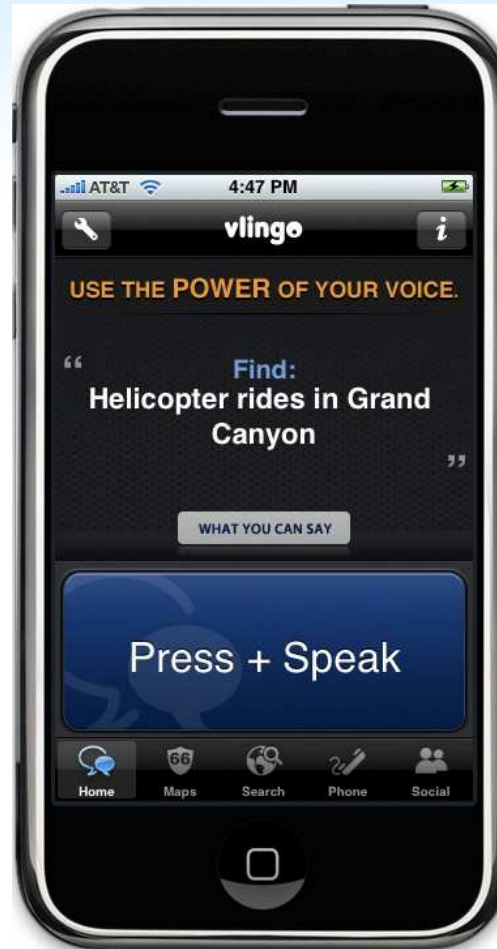 AT&T 4:47 PM
vlingo i
USE THE POWER OF YOUR VOICE.
“ Find:
Helicopter rides in Grand
Canyon
”
WHAT YOU CAN SAY
Press + Speak
66
Home Maps Search Phone Social